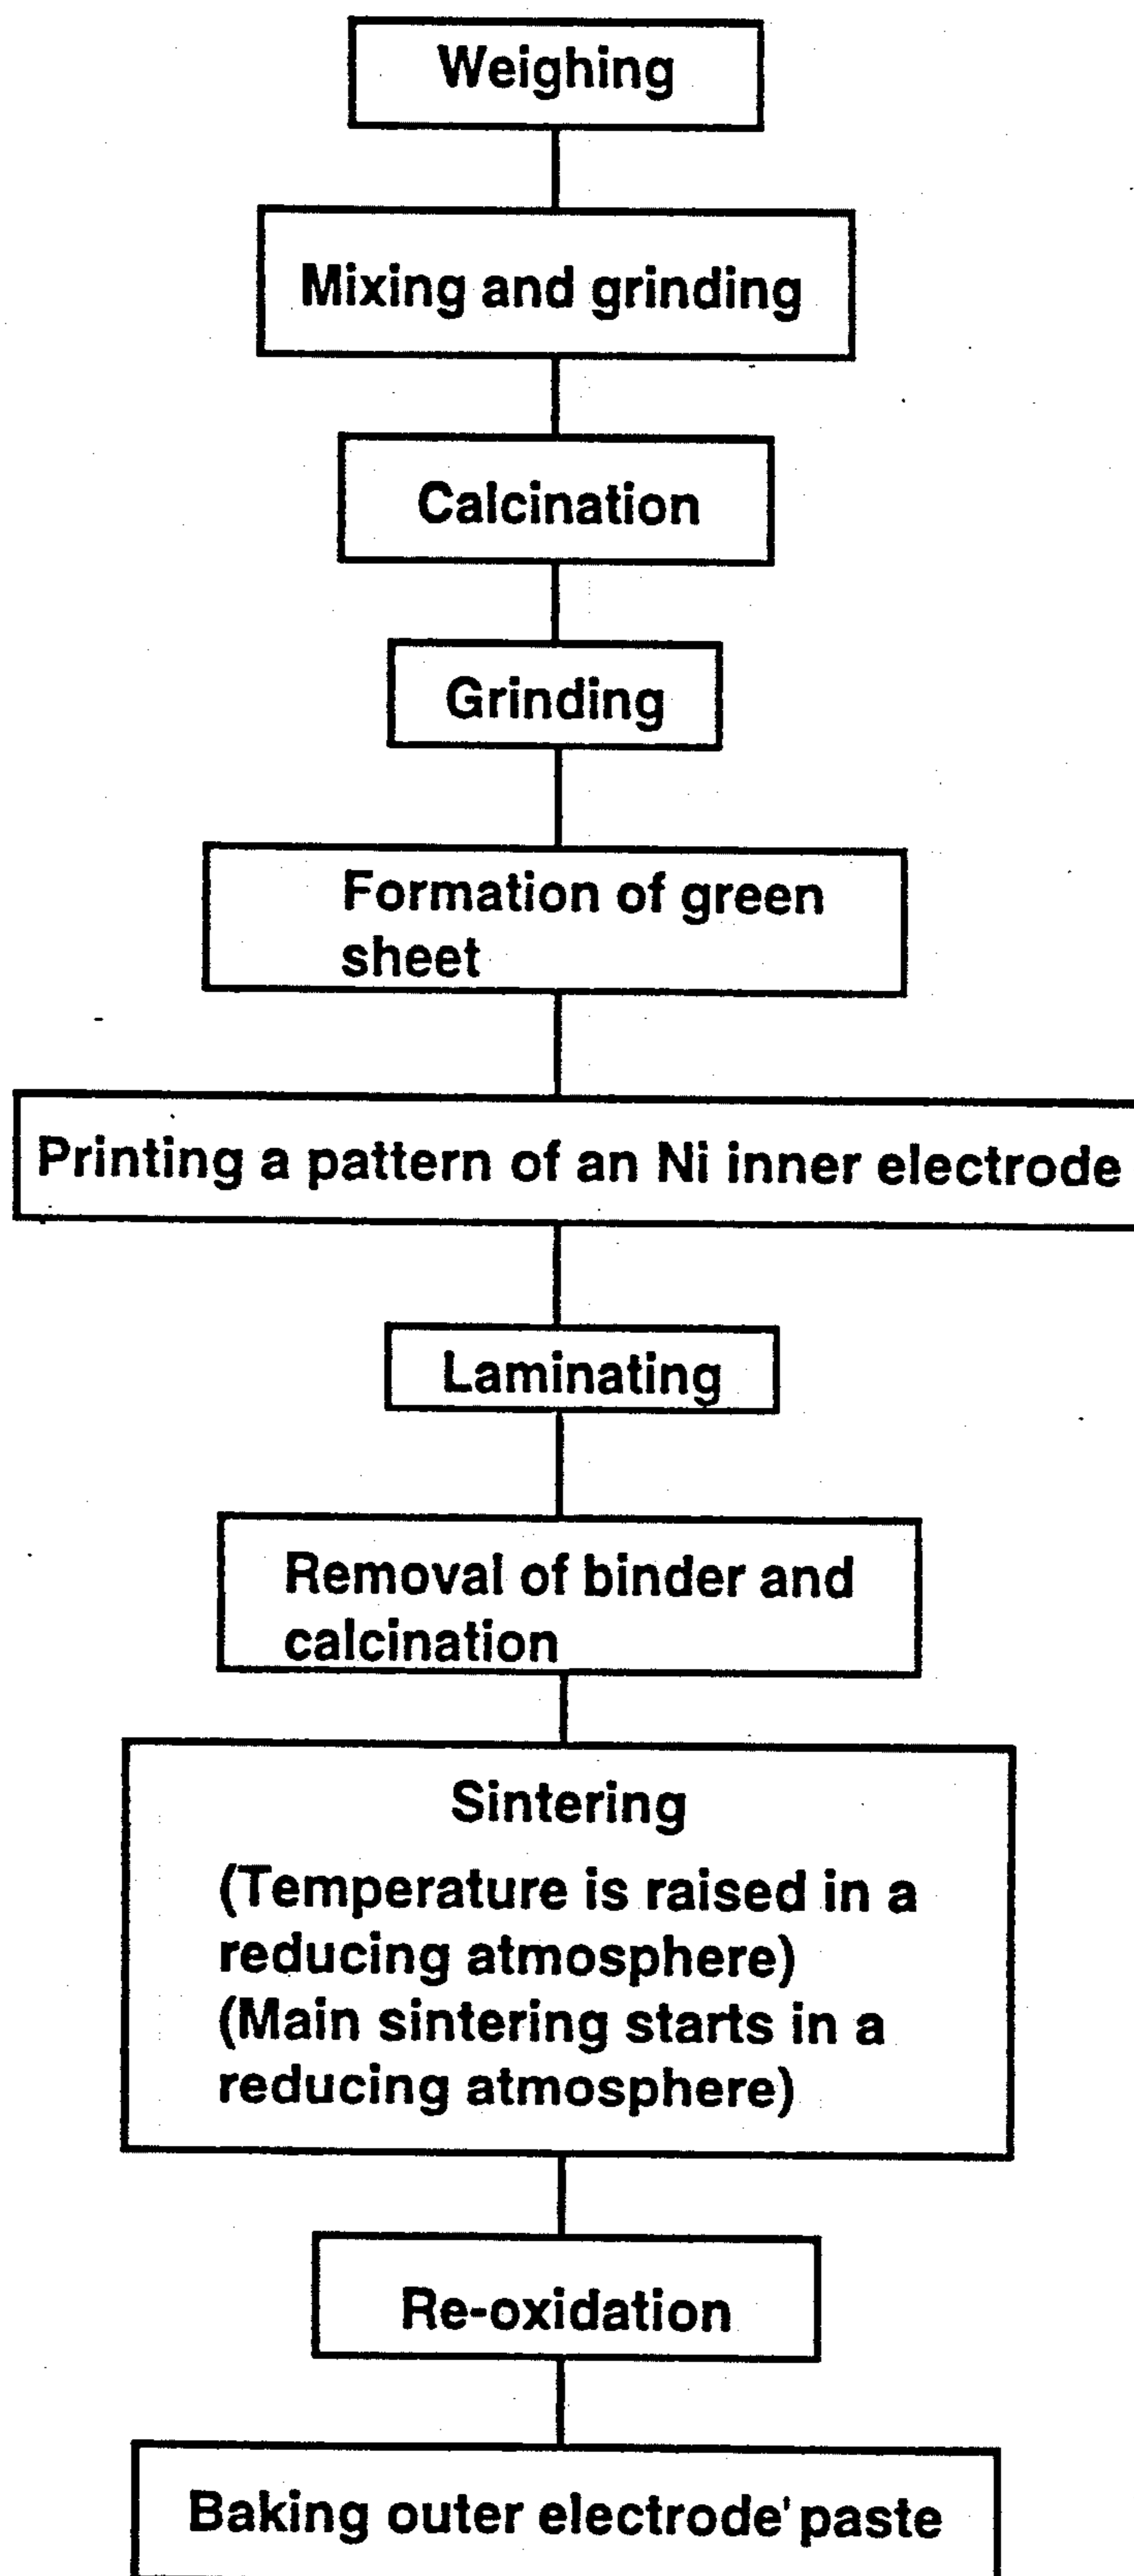 Weighing
Mixing and grinding
Calcination
Grinding
Formation of green
sheet
Printing a pattern of an Ni inner electrode
Laminating
Removal of binder and
calcination
Sintering
(Temperature is raised in a
reducing atmosphere)
(Main sintering starts in a
reducing atmosphere)
Re-oxidation
Baking outer electrode paste